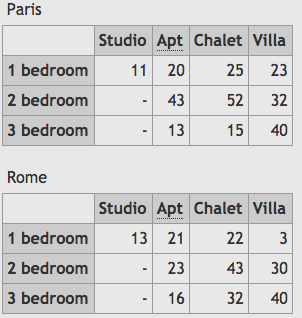 Paris
Studio Apt Chalet Villa
1 bedroom 11 20 25 23
2 bedroom - 43 52 32
3 bedroom - 13 15 40
Rome
Studio Apt Chalet Villa
1 bedroom 13 21 22 3
2 bedroom - 23 43 30
3 bedroom - 16 32 40